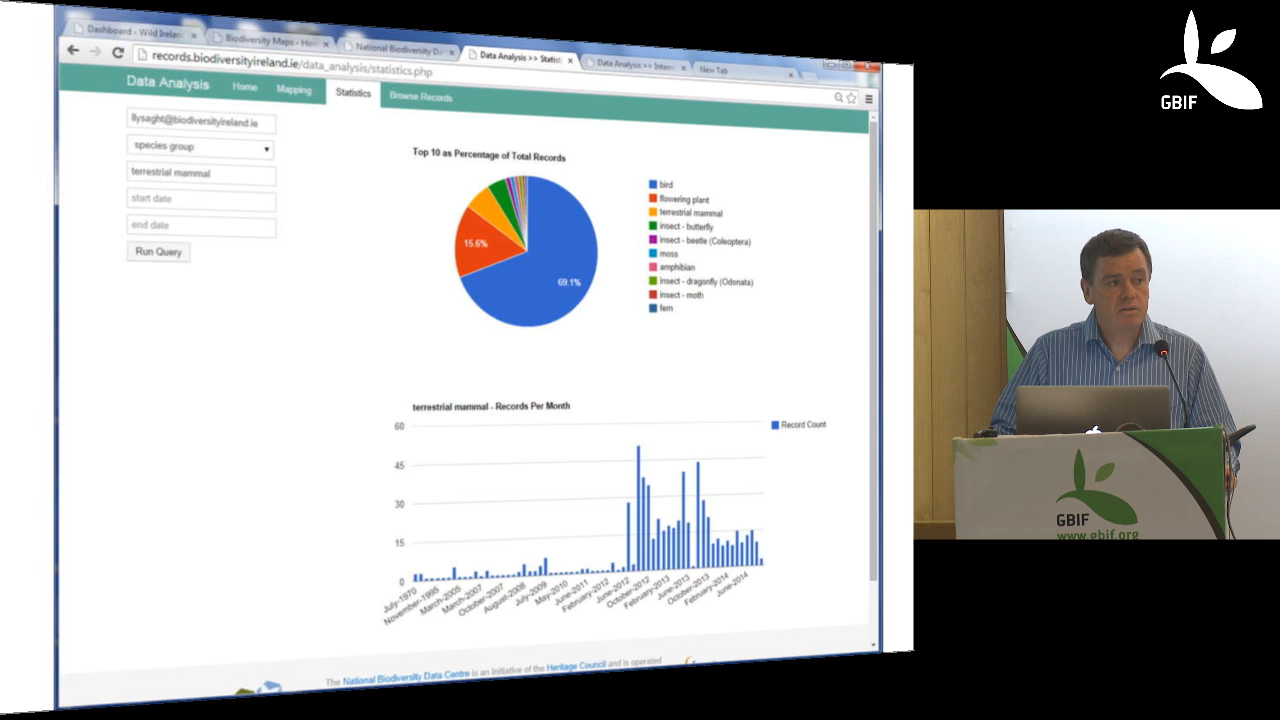 Dashboard - Wild Irelan
Biodiversity Maps - Hom
National Biodiversity Da
Data Analysis >> Statist
Data Analysis >> Intera
New Tab
records.biodiversityireland.ie/data_analysis/statistics.php
Data Analysis
Home
Mapping
Statistics
Browse Records
llysaght@biodiversityireland.ie
species group
terrestrial mammal
start date
end date
Run Query
Top 10 as Percentage of Total Records
15.6%
69.1%
bird
flowering plant
terrestrial mammal
insect - butterfly
insect - beetle (Coleoptera)
moss
amphibian
insect - dragonfly (Odonata)
insect - moth
fern
terrestrial mammal - Records Per Month
60
45
30
15
0
Record Count
July-1970
November-1995
March-2005
March-2007
October-2007
August-2008
July-2009
May-2010
June-2011
February-2012
June-2012
October-2012
February-2013
June-2013
October-2013
February-2014
June-2014
The National Biodiversity Data Centre is an Initiative of the Heritage Council and is operated
GBIF
GBIF
www.gbif.org